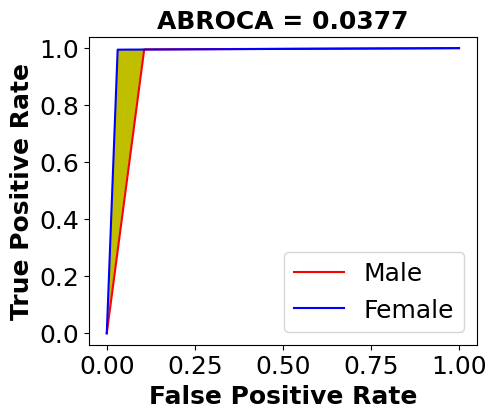 ABROCA = 0.0377
True Positive Rate
1.0
0.8
0.6
0.4
0.2
0.0
Male
Female
0.00 0.25 0.50 0.75 1.00
False Positive Rate